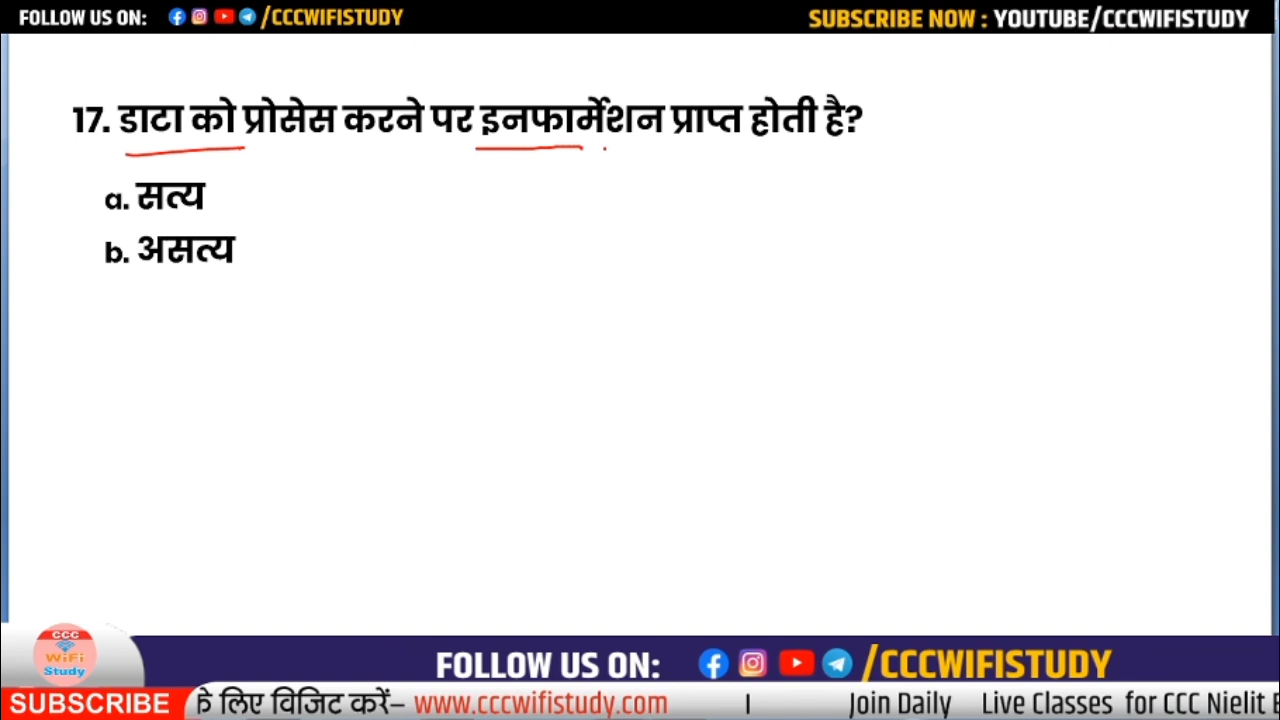 FOLLOW US ON: /CCCWIFISTUDY SUBSCRIBE NOW : YOUTUBE/CCCWIFISTUDY
17. डाटा को प्रोसेस करने पर इनफार्मेशन प्राप्त होती है?
a. सत्य
b. असत्य
CCC
WiFi
Study
FOLLOW US ON: /CCCWIFISTUDY
SUBSCRIBE के लिए विजिट करें– www.cccwifistudy.com | Join Daily Live Classes for CCC Nielit